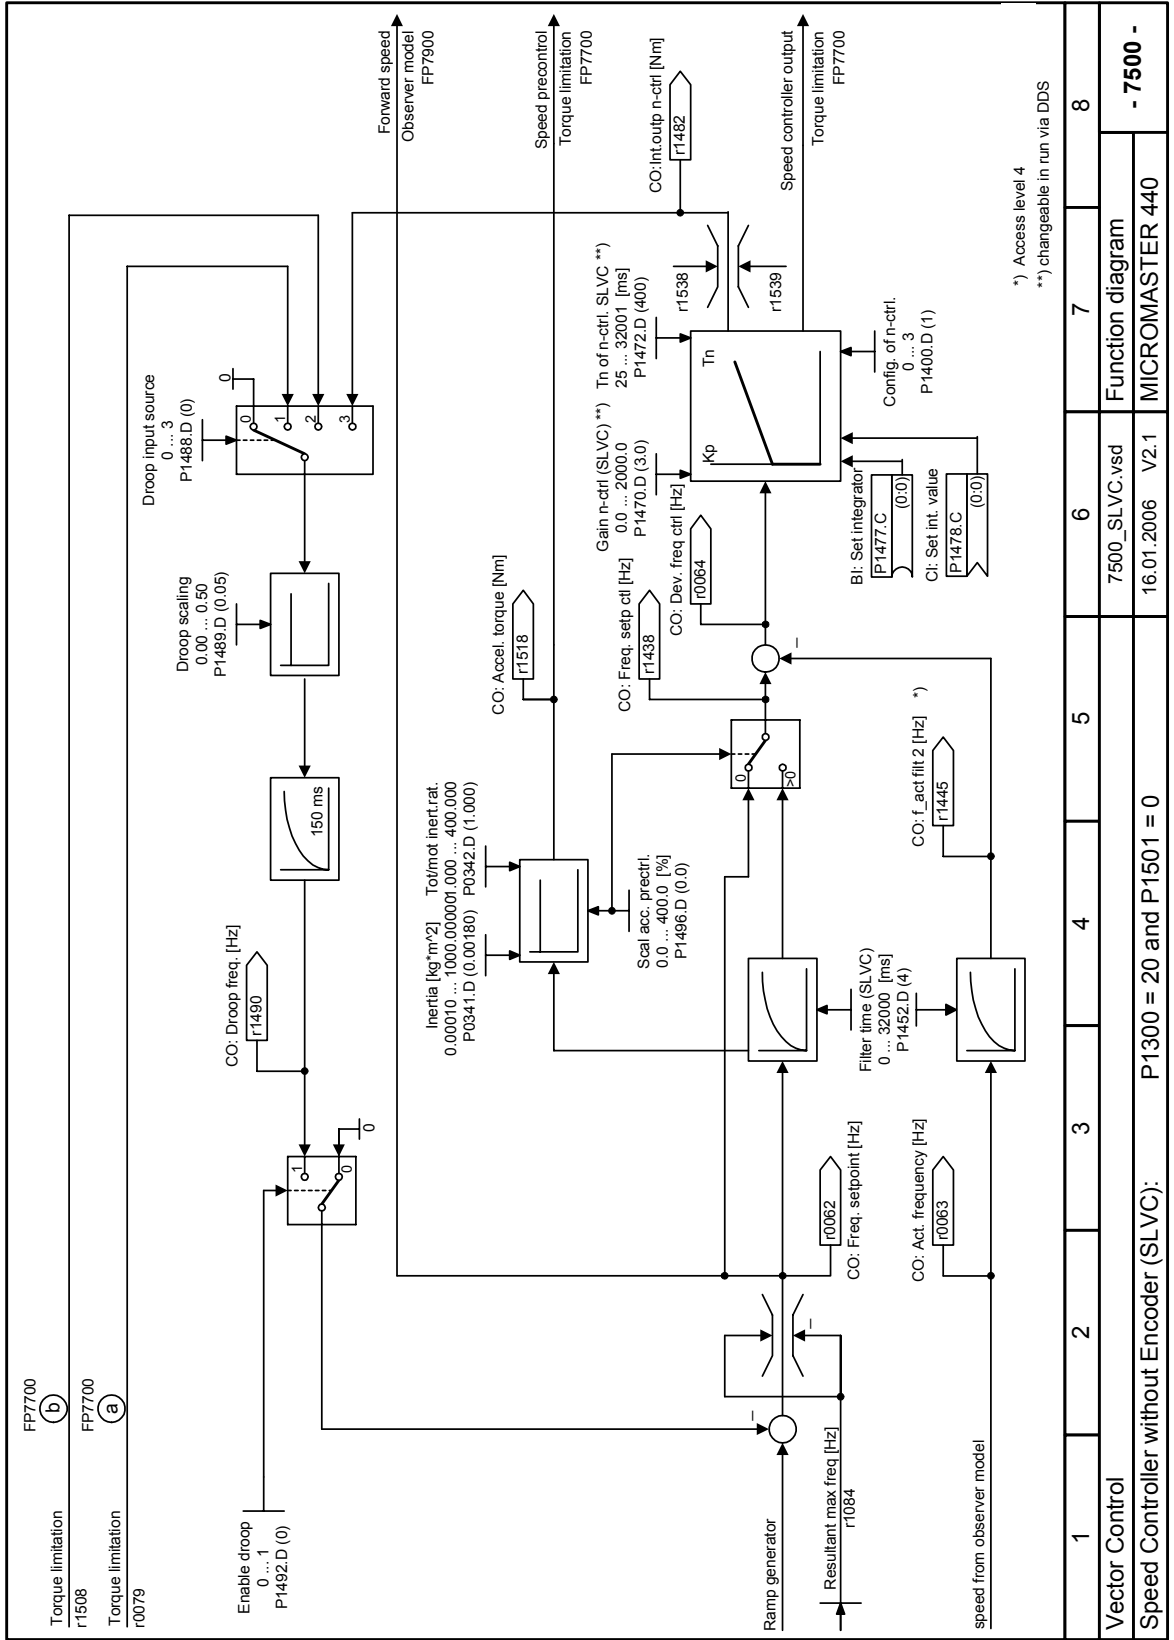 FP7700
b
Torque limitation
r1508
FP7700
a
Torque limitation
r0079
Enable droop
0 ... 1
P1492.D (0)
1
0
0
CO: Droop freq. [Hz]
r1490
150 ms
Droop scaling
0.00 ... 0.50
P1489.D (0.05)
Droop input source
0 ... 3
P1488.D (0)
0
0
1
2
3
Forward speed
Observer model
FP7900
Speed precontrol
Torque limitation
FP7700
Inertia [kg*m^2]
0.00010 ... 1000.00000
P0341.D (0.00180)
Tot/mot inert.rat.
1.000 ... 400.000
P0342.D (1.000)
CO: Accel. torque [Nm]
r1518
Scal acc. prectrl.
0.0 ... 400.0 [%]
P1496.D (0.0)
Gain n-ctrl (SLVC) **)
0.0 ... 2000.0
P1470.D (3.0)
Tn of n-ctrl. SLVC **)
25 ... 32001 [ms]
P1472.D (400)
Kp
Tn
r1538
r1539
CO:Int.outp n-ctrl [Nm]
r1482
Speed controller output
Torque limitation
FP7700
CO: Freq. setp ctl [Hz]
r1438
CO: Dev. freq ctrl [Hz]
r0064
0
>0
–
Ramp generator
–
–
Resultant max freq [Hz]
r1084
r0062
CO: Freq. setpoint [Hz]
Filter time (SLVC)
0 ... 32000 [ms]
P1452.D (4)
BI: Set integrator
P1477.C
(0:0)
CI: Set int. value
P1478.C
(0:0)
Config. of n-ctrl.
0 ... 3
P1400.D (1)
CO: Act. frequency [Hz]
r0063
CO: f_act filt 2 [Hz] *)
r1445
speed from observer model
*) Access level 4
**) changeable in run via DDS
1 2 3 4 5 6 7 8
Vector Control
7500_SLVC.vsd
Function diagram
- 7500 -
Speed Controller without Encoder (SLVC): P1300 = 20 and P1501 = 0
16.01.2006 V2.1
MICROMASTER 440